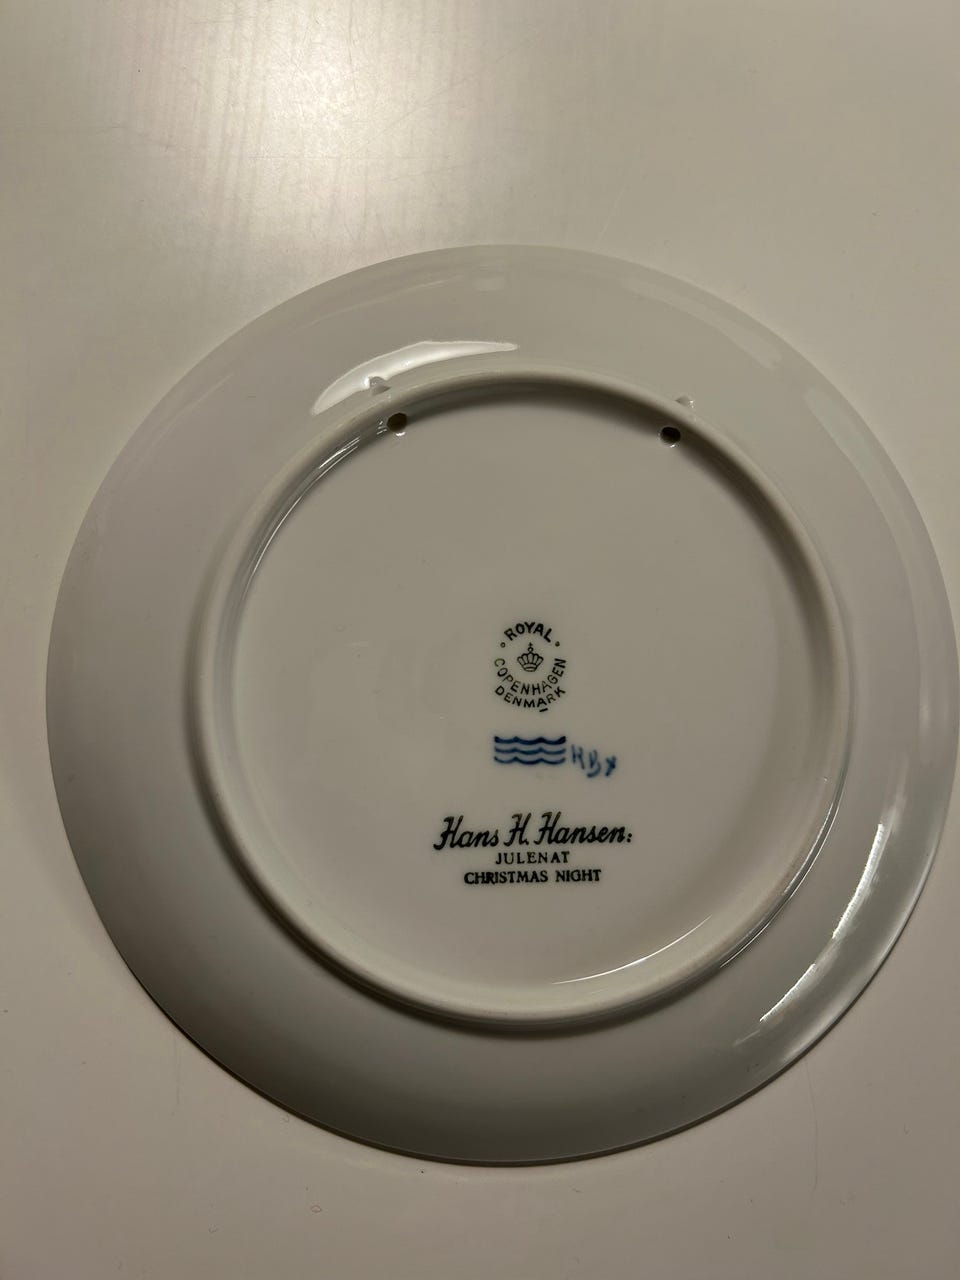 ROYAL
COPENHAGEN
DENMARK
Hans H. Hansen:
JULENAT
CHRISTMAS NIGHT